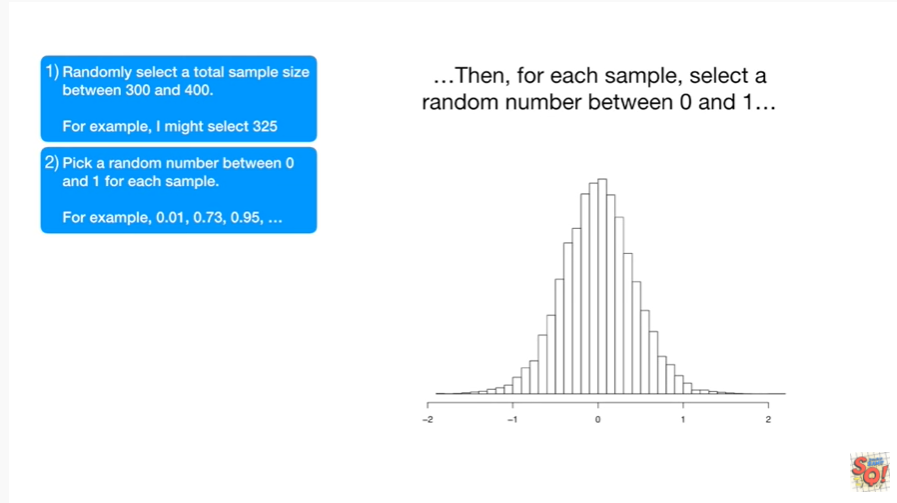 1) Randomly select a total sample size
between 300 and 400.
For example, I might select 325
2) Pick a random number between 0
and 1 for each sample.
For example, 0.01, 0.73, 0.95, …
…Then, for each sample, select a
random number between 0 and 1…
-2 -1 0 1 2
SQ!